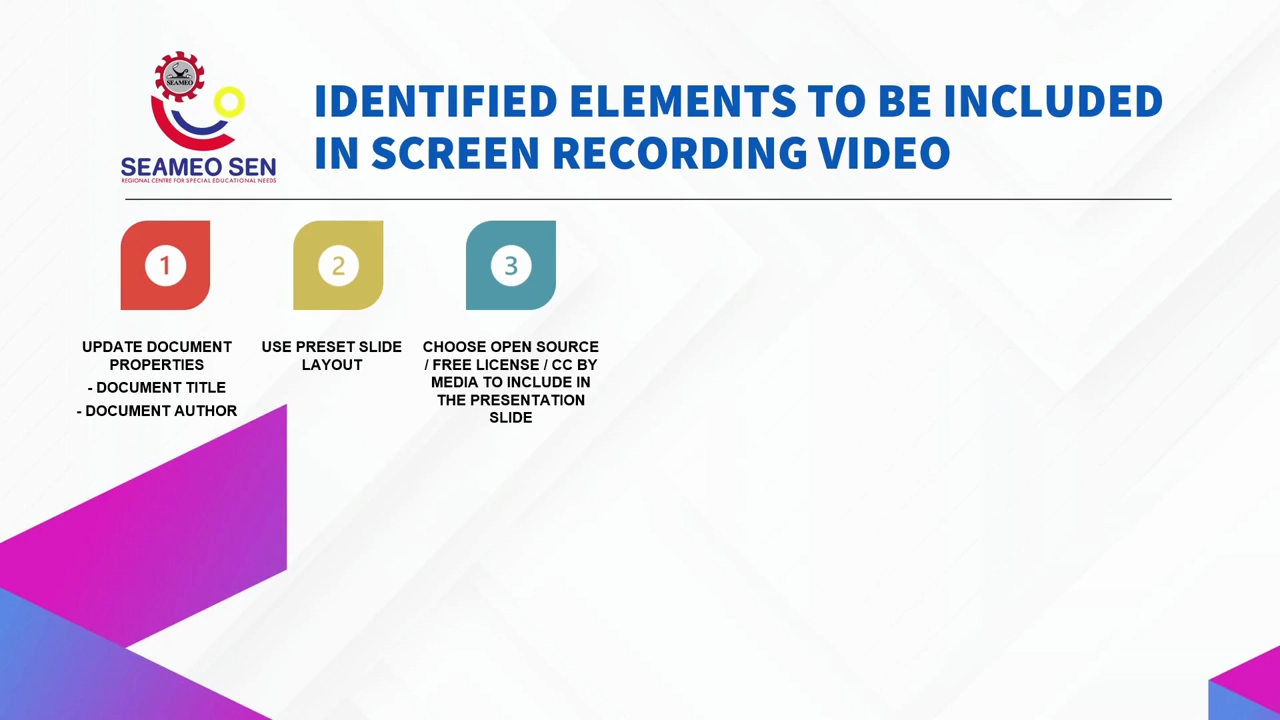 SEAMEO
SEAMEO SEN
REGIONAL CENTRE FOR SPECIAL EDUCATIONAL NEEDS
IDENTIFIED ELEMENTS TO BE INCLUDED
IN SCREEN RECORDING VIDEO
1
UPDATE DOCUMENT
PROPERTIES
- DOCUMENT TITLE
- DOCUMENT AUTHOR
2
USE PRESET SLIDE
LAYOUT
3
CHOOSE OPEN SOURCE
/ FREE LICENSE / CC BY
MEDIA TO INCLUDE IN
THE PRESENTATION
SLIDE